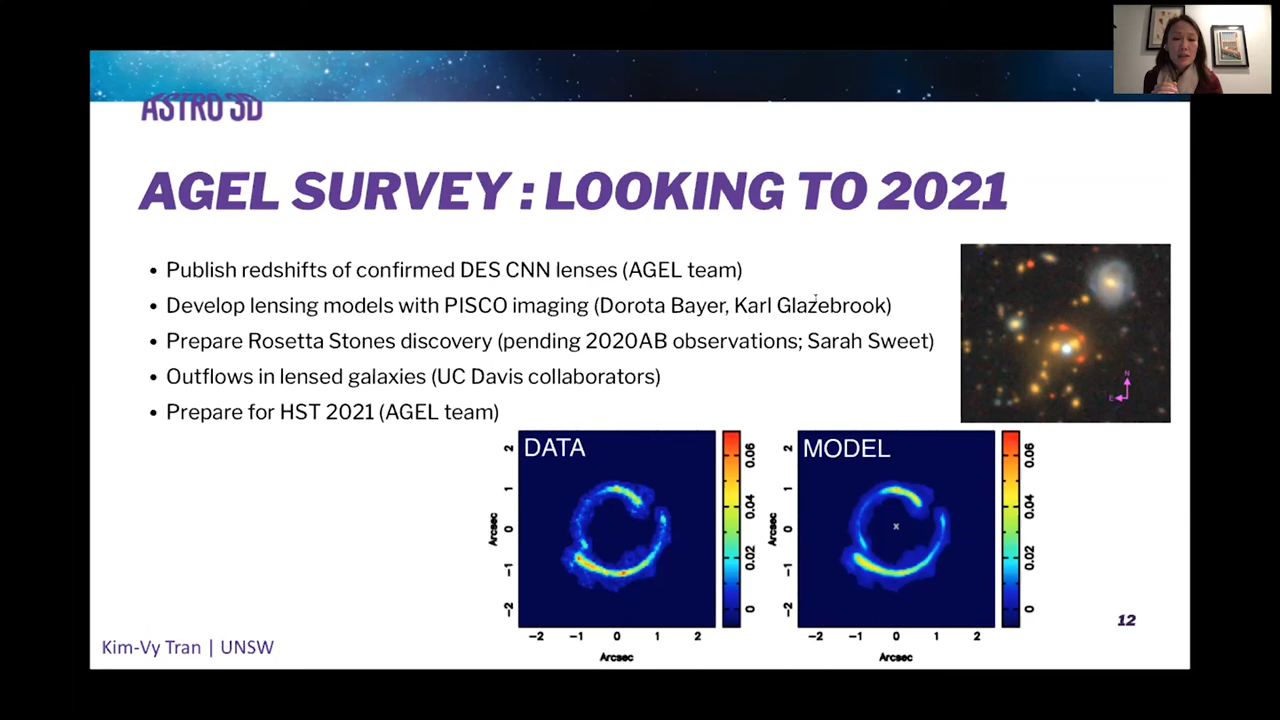 ASTRO 3D
AGEL SURVEY : LOOKING TO 2021
• Publish redshifts of confirmed DES CNN lenses (AGEL team)
• Develop lensing models with PISCO imaging (Dorota Bayer, Karl Glazebrook)
• Prepare Rosetta Stones discovery (pending 2020AB observations; Sarah Sweet)
• Outflows in lensed galaxies (UC Davis collaborators)
• Prepare for HST 2021 (AGEL team)
N
E
DATA
2
1
0
-1
-2
Arcsec
-2 -1 0 1 2
Arcsec
0.06
0.04
0.02
0
MODEL
2
1
0
-1
-2
Arcsec
x
-2 -1 0 1 2
Arcsec
0.06
0.04
0.02
0
12
Kim-Vy Tran | UNSW